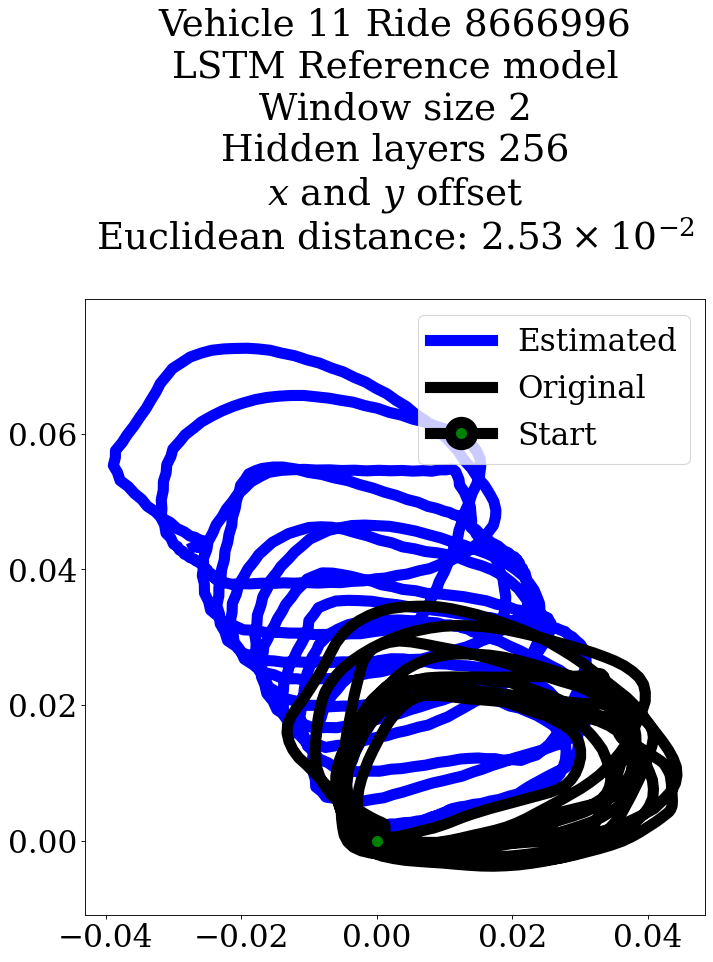 Vehicle 11 Ride 8666996
LSTM Reference model
Window size 2
Hidden layers 256
x and y offset
Euclidean distance: 2.53 × 10⁻²
Estimated
Original
Start
0.06
0.04
0.02
0.00
−0.04 −0.02 0.00 0.02 0.04